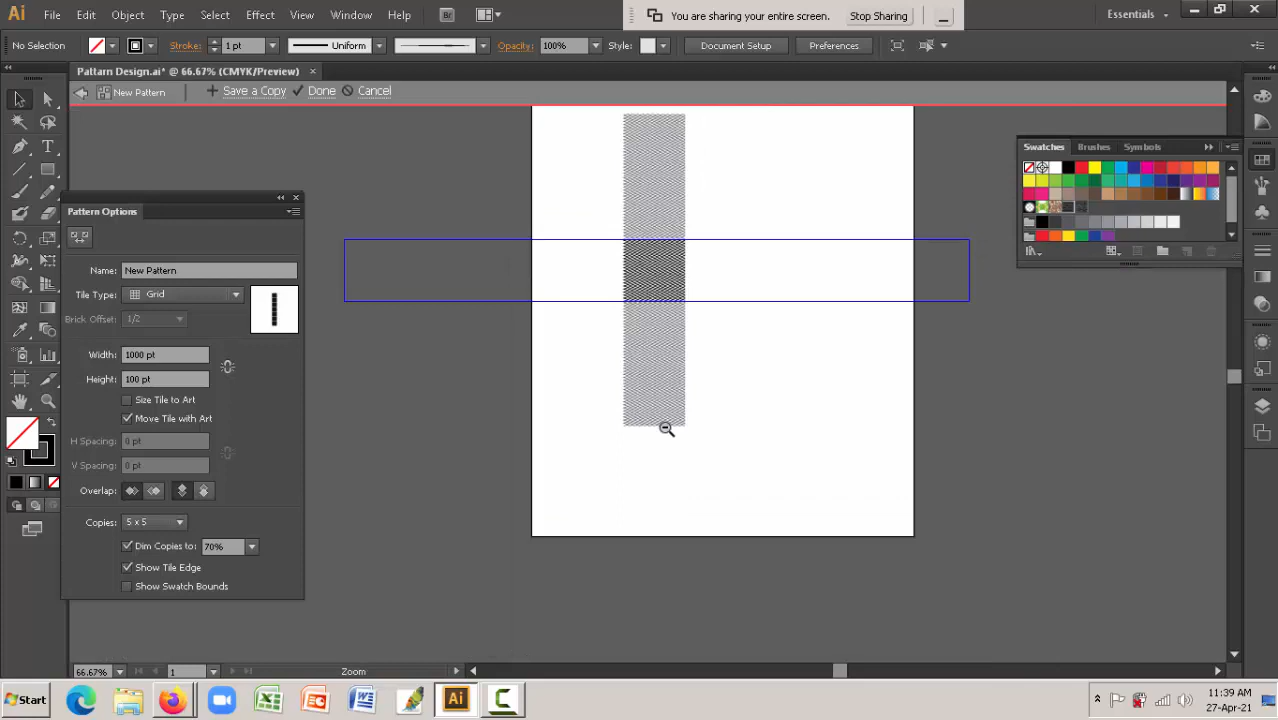 Ai File Edit Object Type Select Effect View Window Help Br
You are sharing your entire screen. Stop Sharing
Essentials
No Selection Stroke: 1 pt Uniform Opacity: 100% Style: Document Setup Preferences
Pattarn Design.ai* @ 66.67% (CMYK/Preview)
New Pattern Save a Copy Done Cancel
Swatches Brushes Symbols
Pattern Options
Name: New Pattern
Tile Type: Grid
Brick Offset: 1/2
Width: 1000 pt
Height: 100 pt
Size Tile to Art
Move Tile with Art
H Spacing: 0 pt
V Spacing: 0 pt
Overlap:
Copies: 5 x 5
Dim Copies to: 70%
Show Tile Edge
Show Swatch Bounds
66.67% 1 Zoom
Start Ai
11:39 AM
27-Apr-21